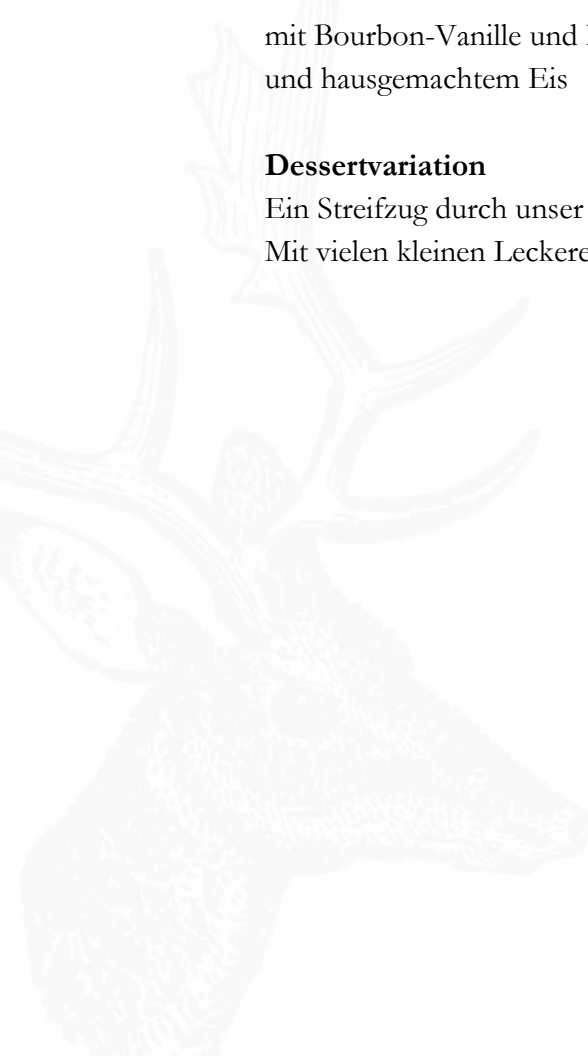 mit Bourbon-Vanille und
und hausgemachtem Eis
Dessertvariation
Ein Streifzug durch unser
Mit vielen kleinen